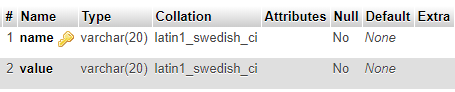 # Name Type Collation Attributes Null Default Extra
1 name varchar(20) latin1_swedish_ci No None
2 value varchar(20) latin1_swedish_ci No None